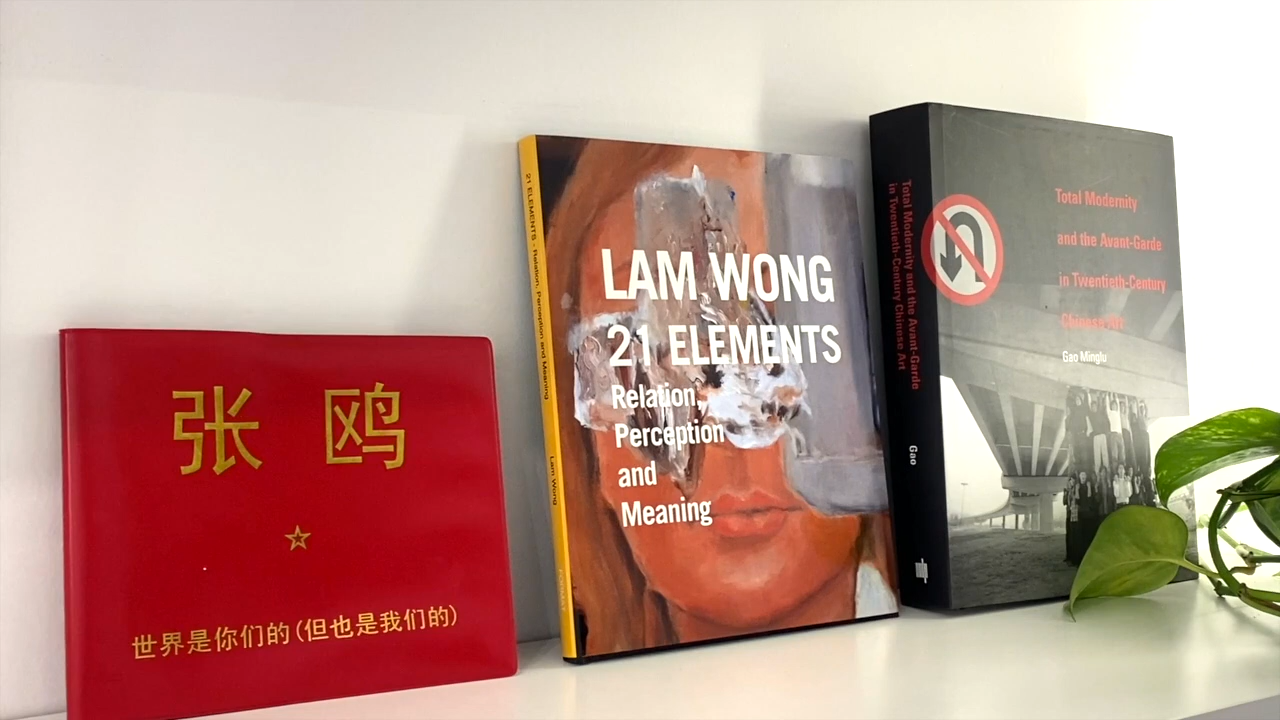 张 鸥
世界是你们的(但也是我们的)
21 ELEMENTS - Relation, Perception and Meaning
Lam Wong
LAM WONG
21 ELEMENTS
Relation,
Perception
and
Meaning
Total Modernity and the Avant-Garde
in Twentieth-Century Chinese Art
Gao
Total Modernity
and the Avant-Garde
in Twentieth-Century
Chinese Art
Gao Minglu